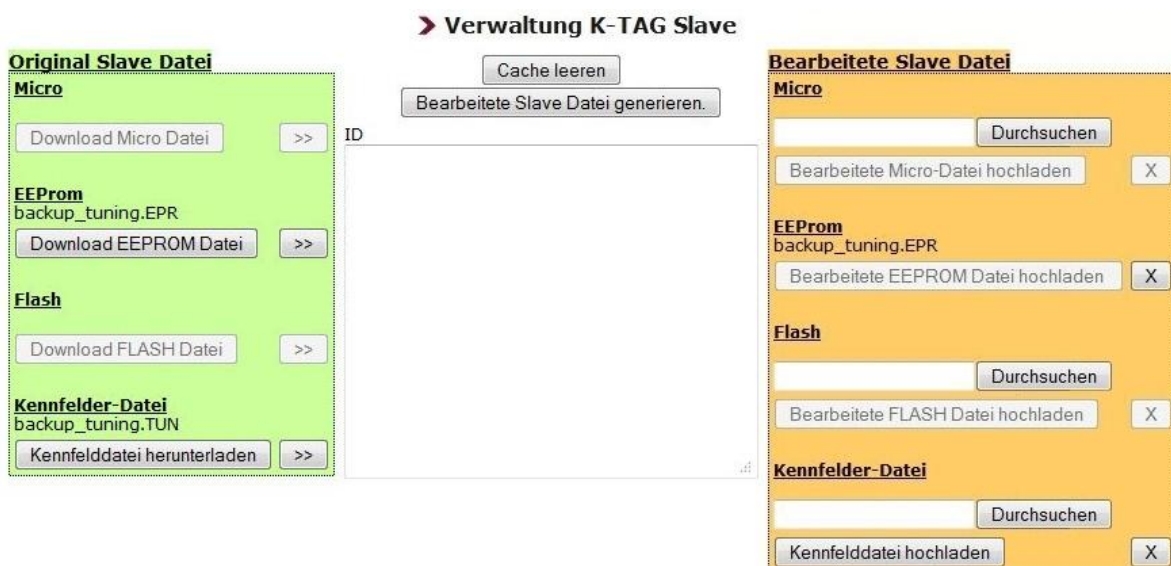 Verwaltung K-TAG Slave
Original Slave Datei
Micro
Download Micro Datei >>
EEProm
backup_tuning.EPR
Download EEPROM Datei >>
Flash
Download FLASH Datei >>
Kennfelder-Datei
backup_tuning.TUN
Kennfelddatei herunterladen >>
Cache leeren
Bearbeitete Slave Datei generieren.
ID
Bearbeitete Slave Datei
Micro
Durchsuchen
Bearbeitete Micro-Datei hochladen X
EEProm
backup_tuning.EPR
Bearbeitete EEPROM Datei hochladen X
Flash
Durchsuchen
Bearbeitete FLASH Datei hochladen X
Kennfelder-Datei
Durchsuchen
Kennfelddatei hochladen X